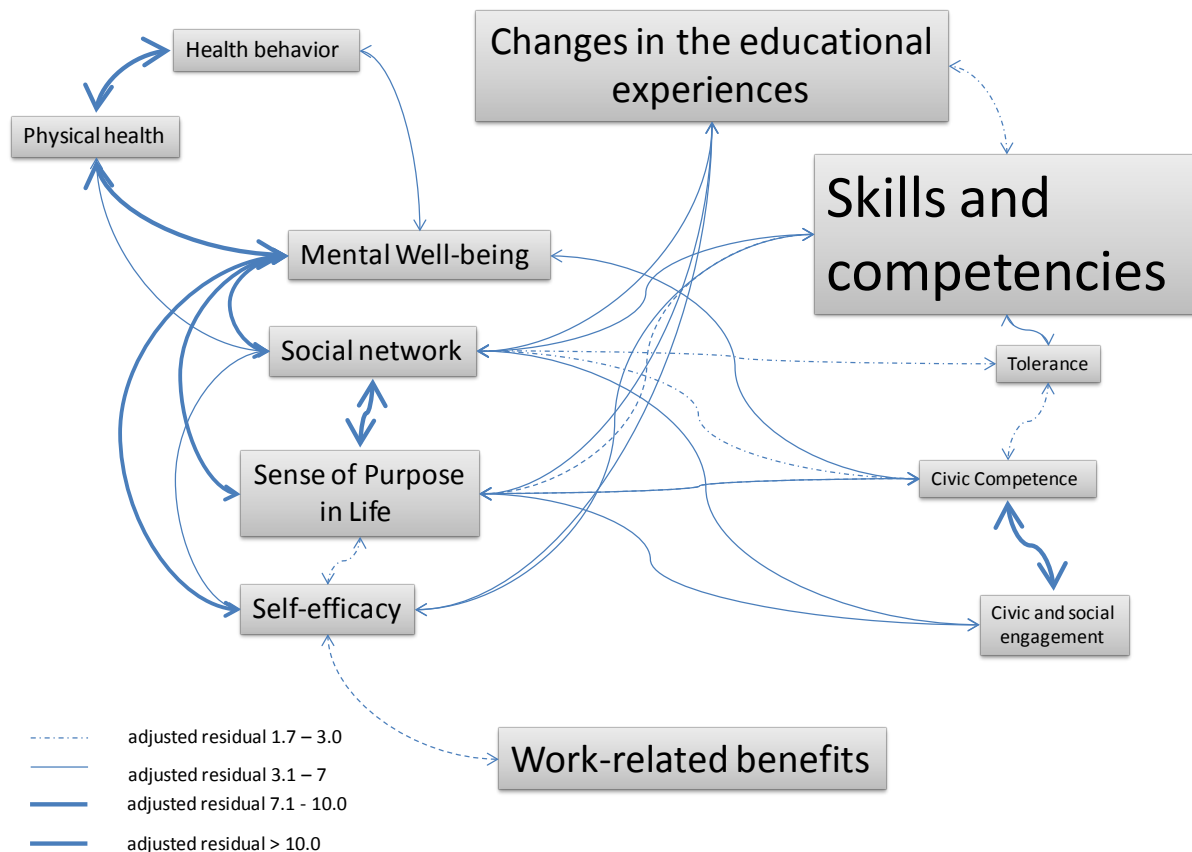 Health behavior
Changes in the educational
experiences
Physical health
Skills and
competencies
Mental Well-being
Social network
Tolerance
Sense of Purpose
in Life
Civic Competence
Self-efficacy
Civic and social
engagement
Work-related benefits
adjusted residual 1.7 – 3.0
adjusted residual 3.1 – 7
adjusted residual 7.1 - 10.0
adjusted residual > 10.0